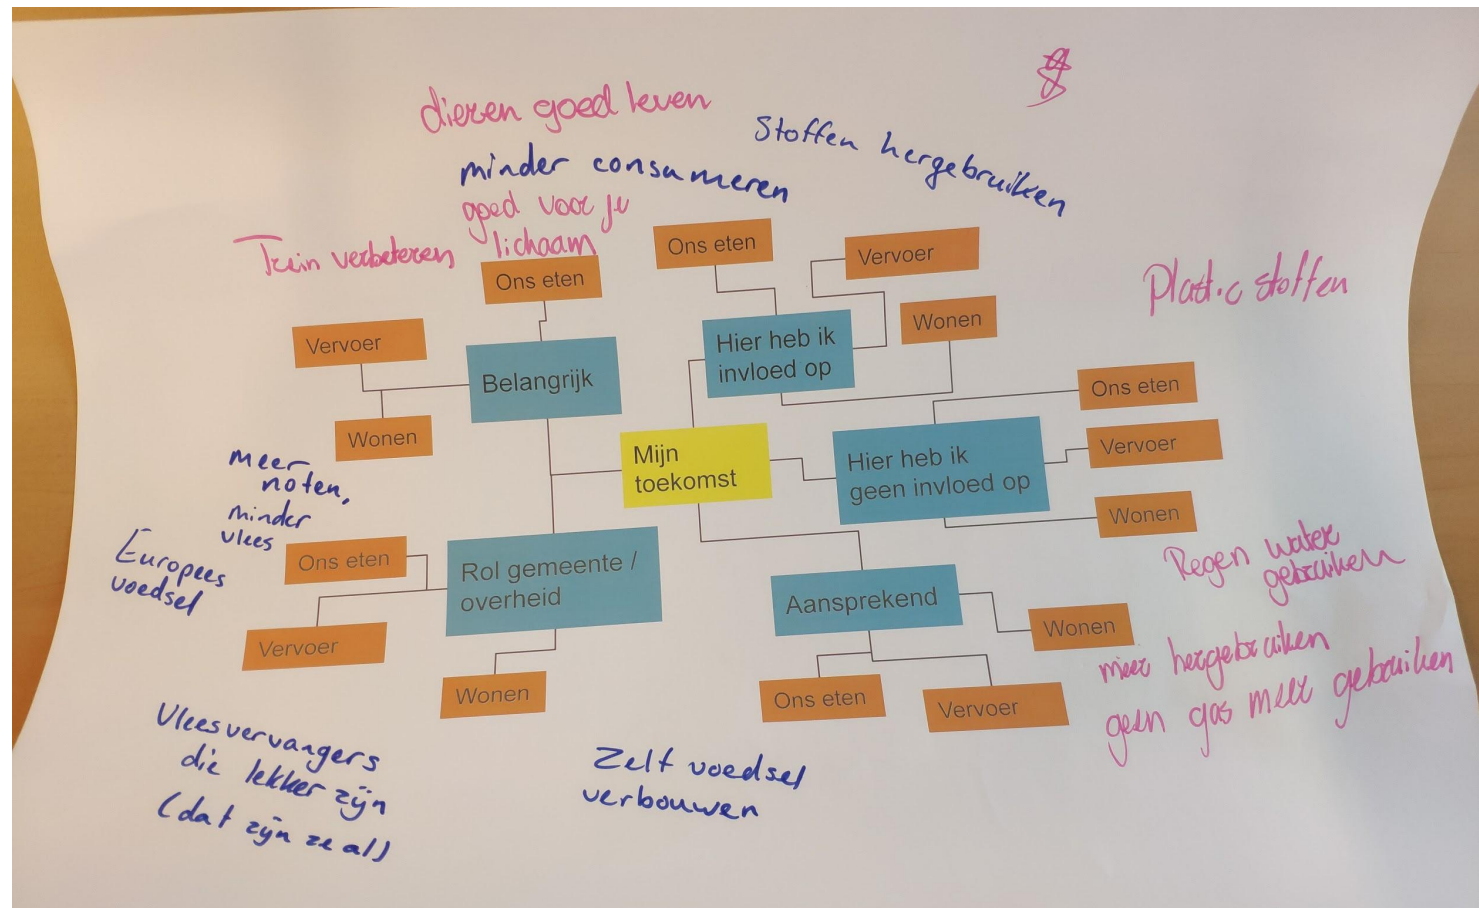 dieren goed leven
Stoffen hergebruiken
minder consumeren
goed voor je
lichaam
Trein verbeteren
Ons eten
Vervoer
Belangrijk
Wonen
Ons eten
Vervoer
Wonen
Hier heb ik
invloed op
Plastic stoffen
Mijn
toekomst
Hier heb ik
geen invloed op
Ons eten
Vervoer
Wonen
meer
noten,
minder
vlees
Europees
voedsel
Ons eten
Rol gemeente /
overheid
Vervoer
Wonen
Aansprekend
Wonen
Ons eten
Vervoer
Regen water
gebruiken
meer hergebruiken
geen gas meer gebruiken
Vleesvervangers
die lekker zijn
(dat zijn ze al)
Zelf voedsel
verbouwen